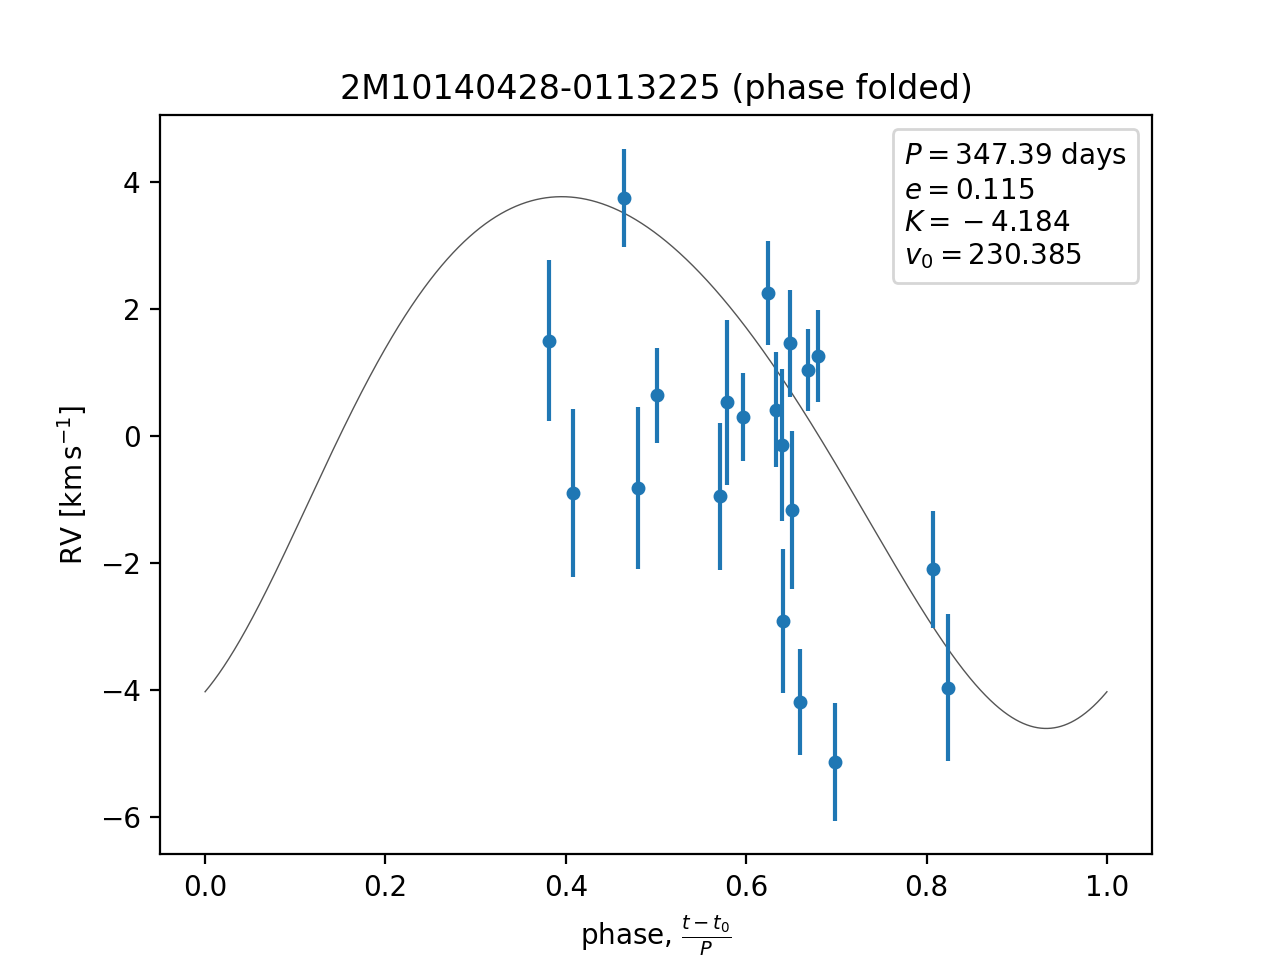 2M10140428-0113225 (phase folded)
P = 347.39 days
e = 0.115
K = −4.184
v₀ = 230.385
RV [km s⁻¹]
4
2
0
−2
−4
−6
0.0 0.2 0.4 0.6 0.8 1.0
phase, (t − t₀)/P